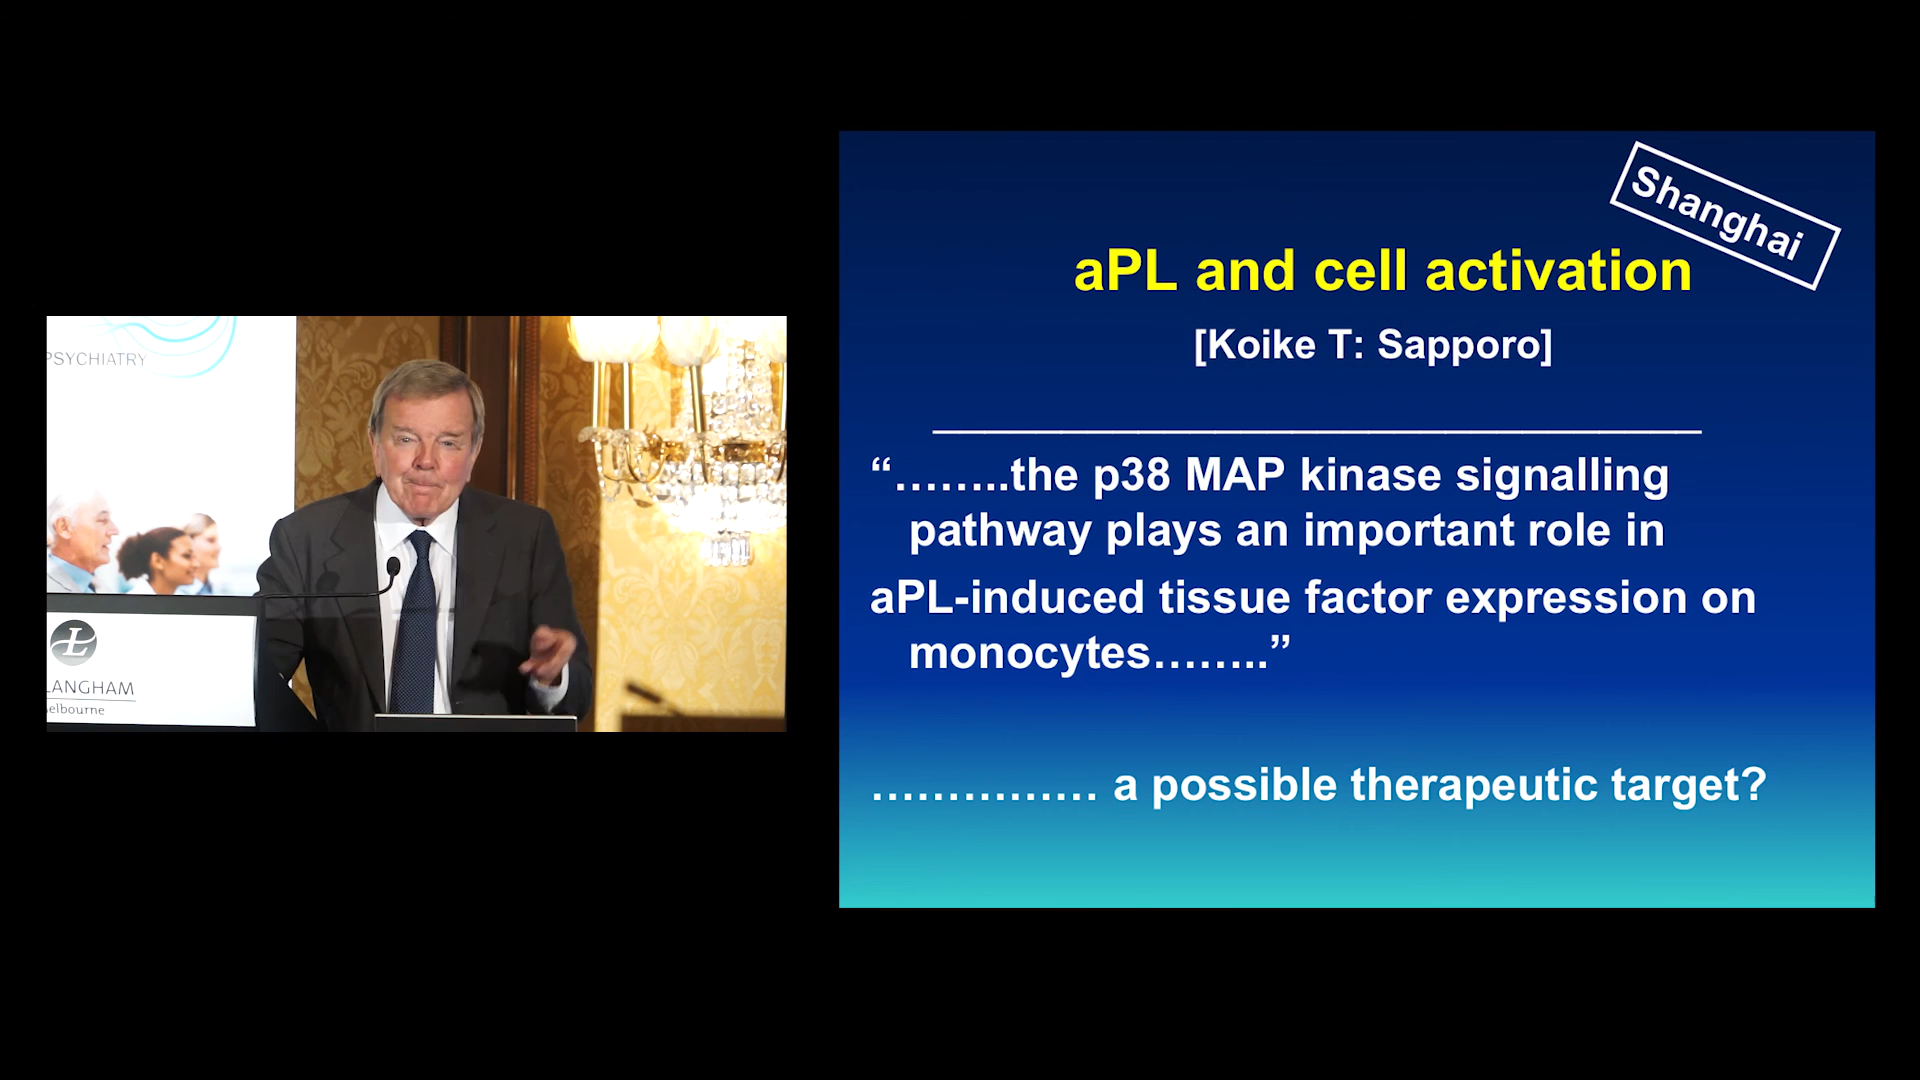 PSYCHIATRY
L
LANGHAM
elbourne
Shanghai
aPL and cell activation
[Koike T: Sapporo]
“……..the p38 MAP kinase signalling
pathway plays an important role in
aPL-induced tissue factor expression on
monocytes……..”
…………… a possible therapeutic target?